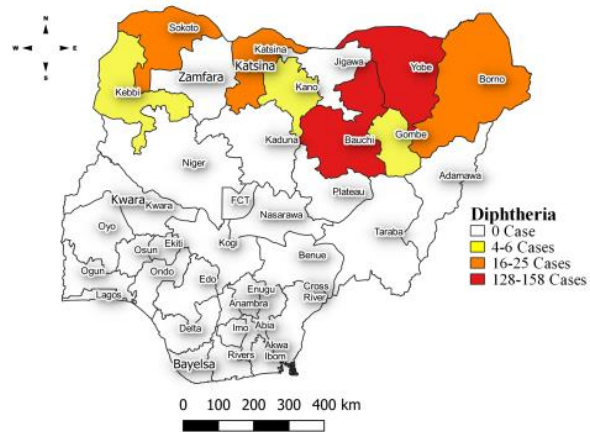 N
W E
S
Sokoto
Katsina
Katsina
Jigawa
Yobe
Borno
Zamfara
Kebbi
Kano
Kaduna
Bauchi
Gombe
Niger
Adamawa
Plateau
FCT
Kwara
Kwara
Nasarawa
Taraba
Oyo
Kogi
Ekiti
Osun
Benue
Ogun
Ondo
Edo
Lagos
Enugu
Cross
River
Anambra
Delta
Imo
Abia
Bayelsa
Rivers
Akwa
Ibom
Diphtheria
0 Case
4-6 Cases
16-25 Cases
128-158 Cases
0 100 200 300 400 km